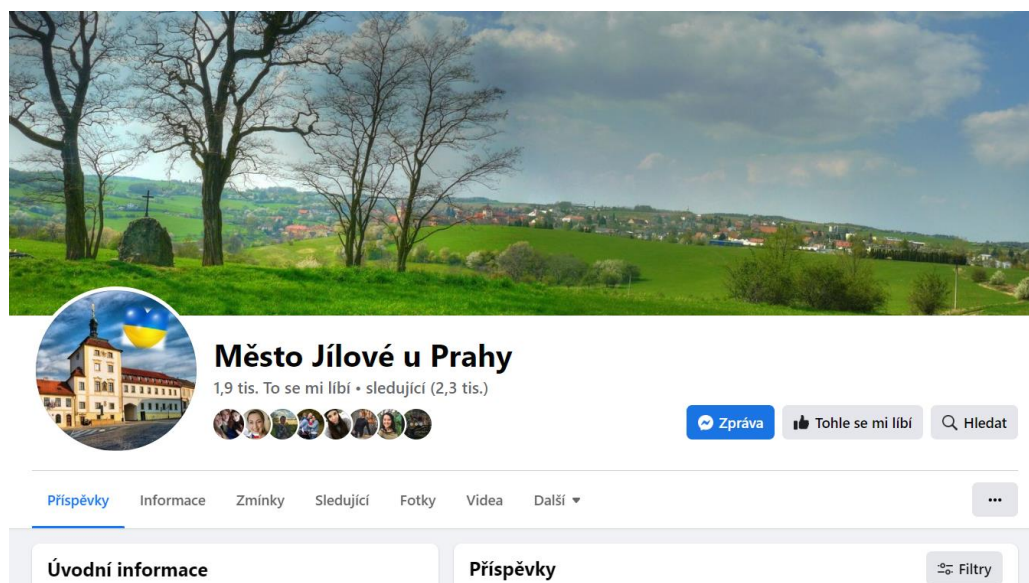 Město Jílové u Prahy
1,9 tis. To se mi líbí • sledující (2,3 tis.)
Zpráva
Tohle se mi líbí
Hledat
Příspěvky Informace Zmínky Sledující Fotky Videa Další
Úvodní informace
Příspěvky
Filtry